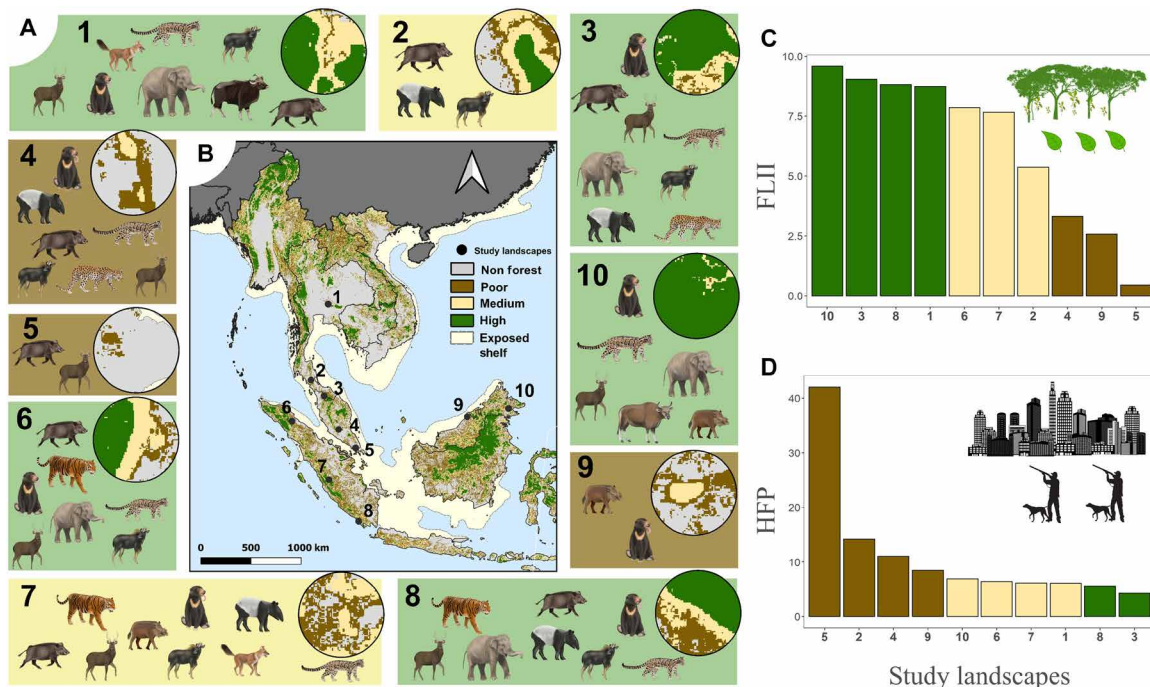 A
1
2
3
4
5
6
7
8
9
10
B
Study landscapes
Non forest
Poor
Medium
High
Exposed
shelf
1
2
3
4
5
6
7
8
9
10
0 500 1000 km
C
FLII
10.0
7.5
5.0
2.5
0.0
10 3 8 1 6 7 2 4 9 5
D
HFP
40
30
20
10
0
5 2 4 9 10 6 7 1 8 3
Study landscapes